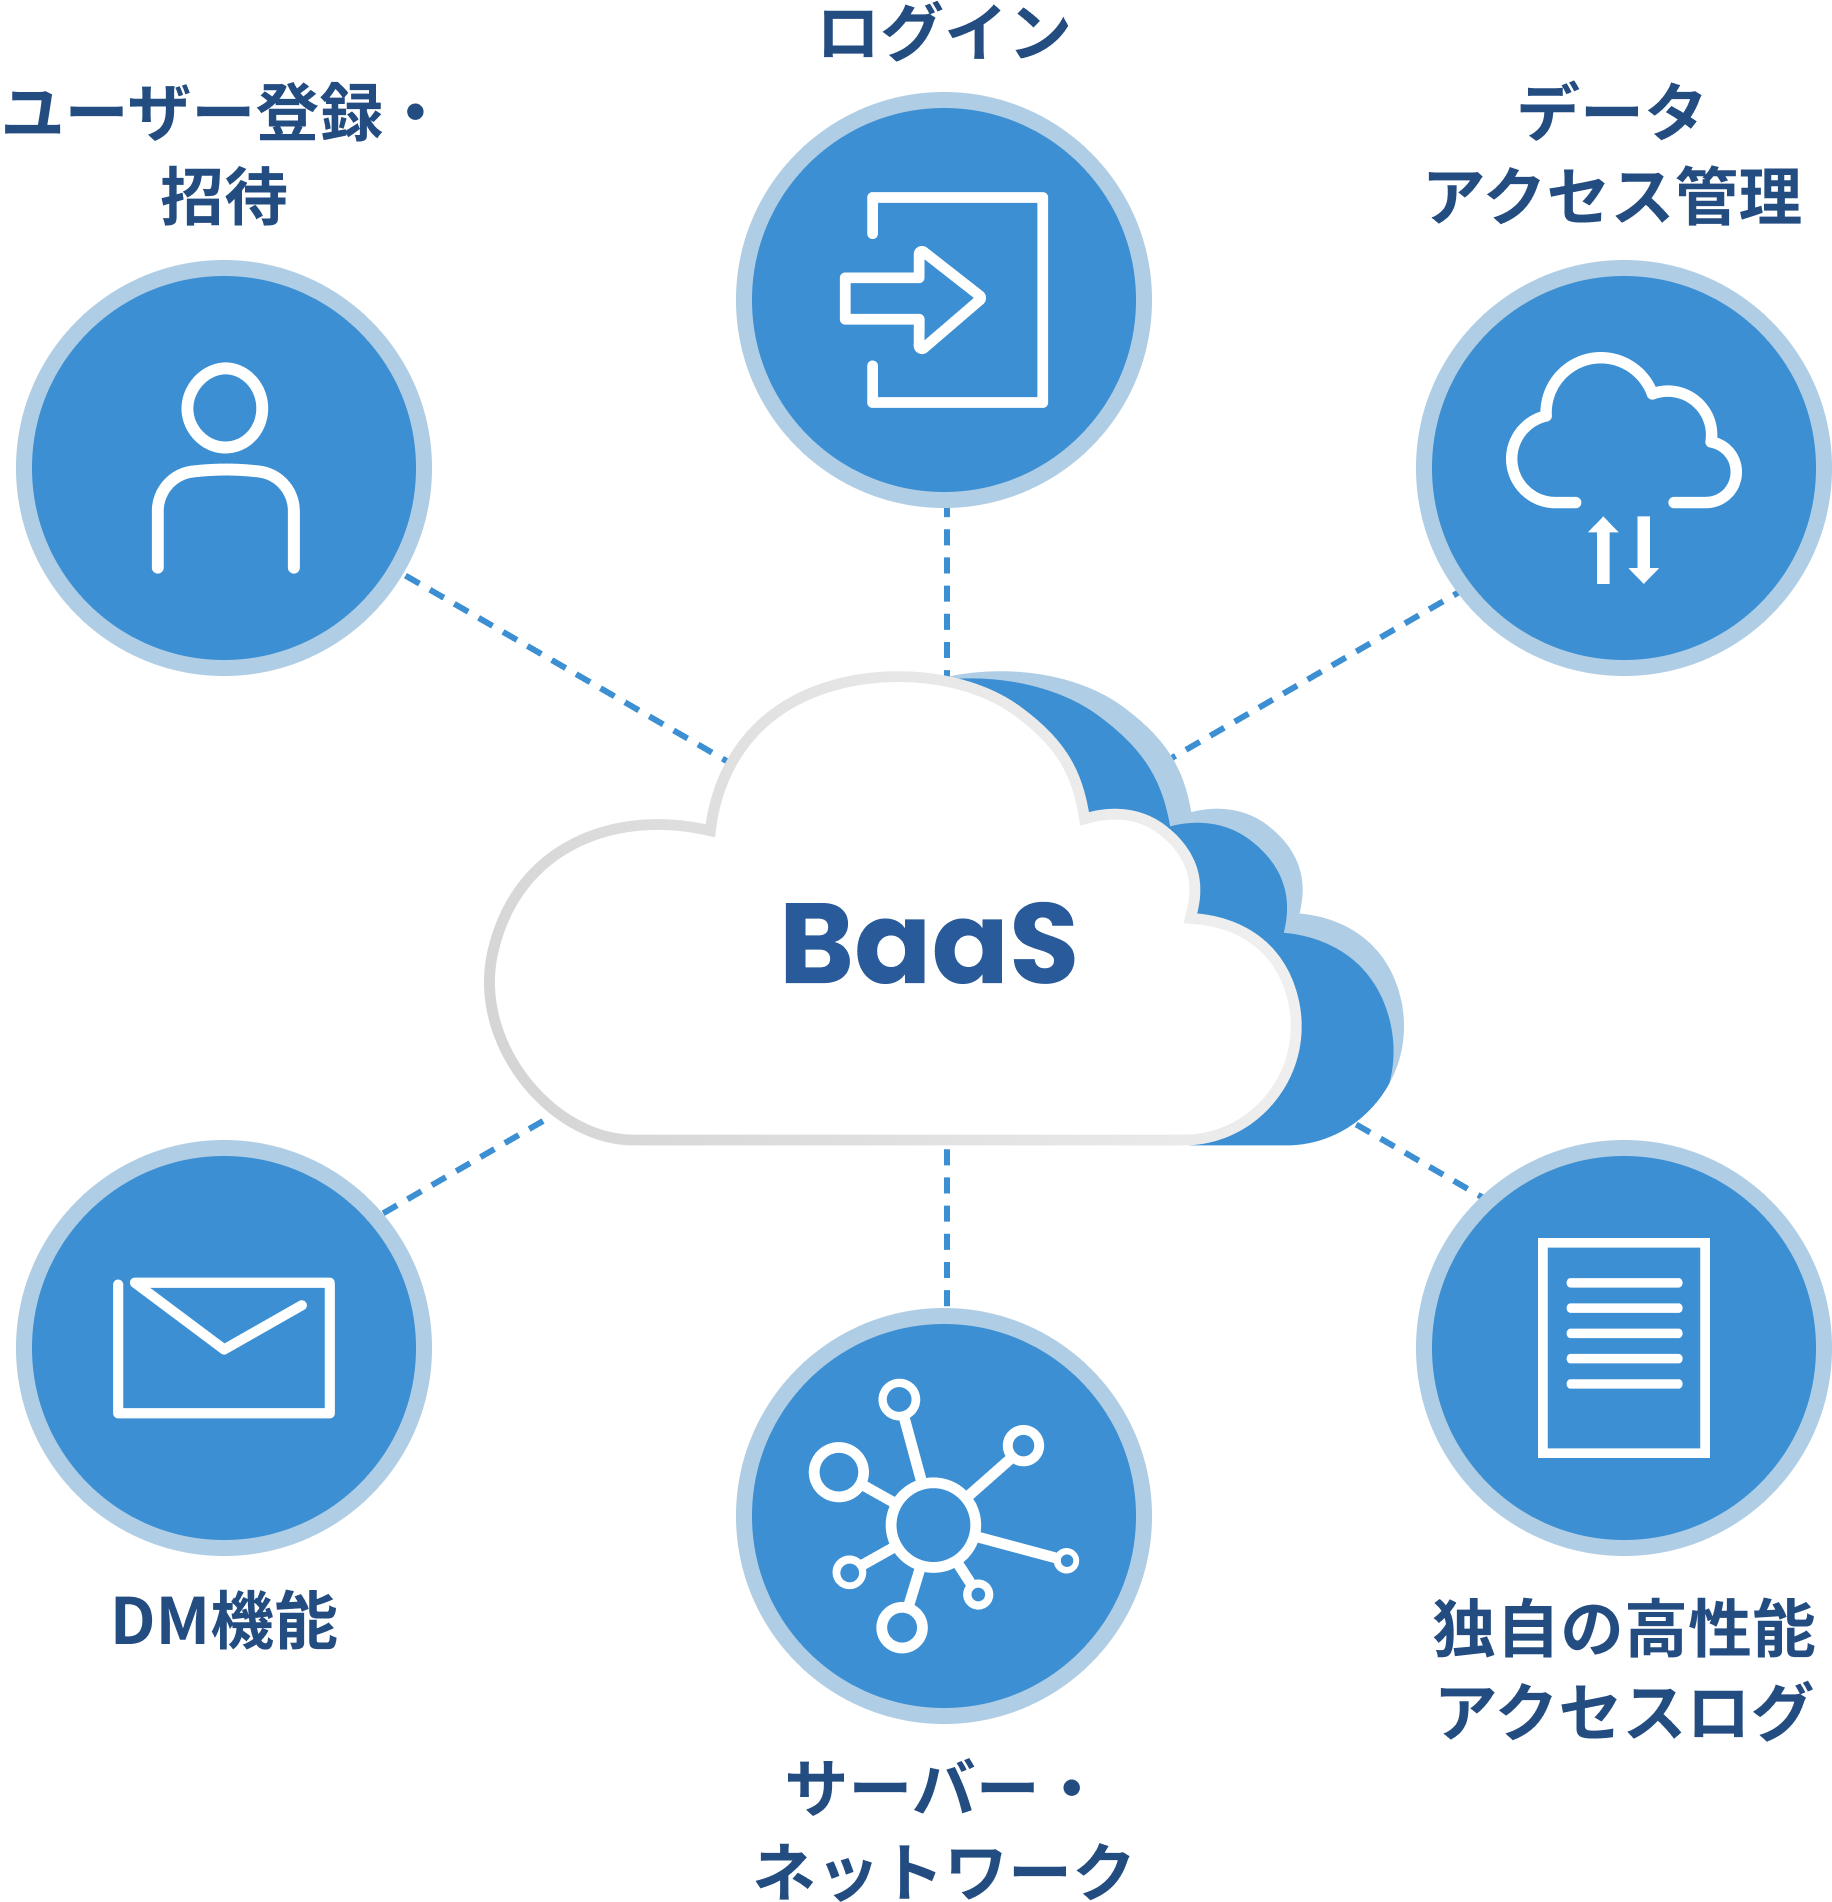 ログイン
ユーザー登録・
招待
データ
アクセス管理
BaaS
DM機能
独自の高性能
アクセスログ
サーバー・
ネットワーク